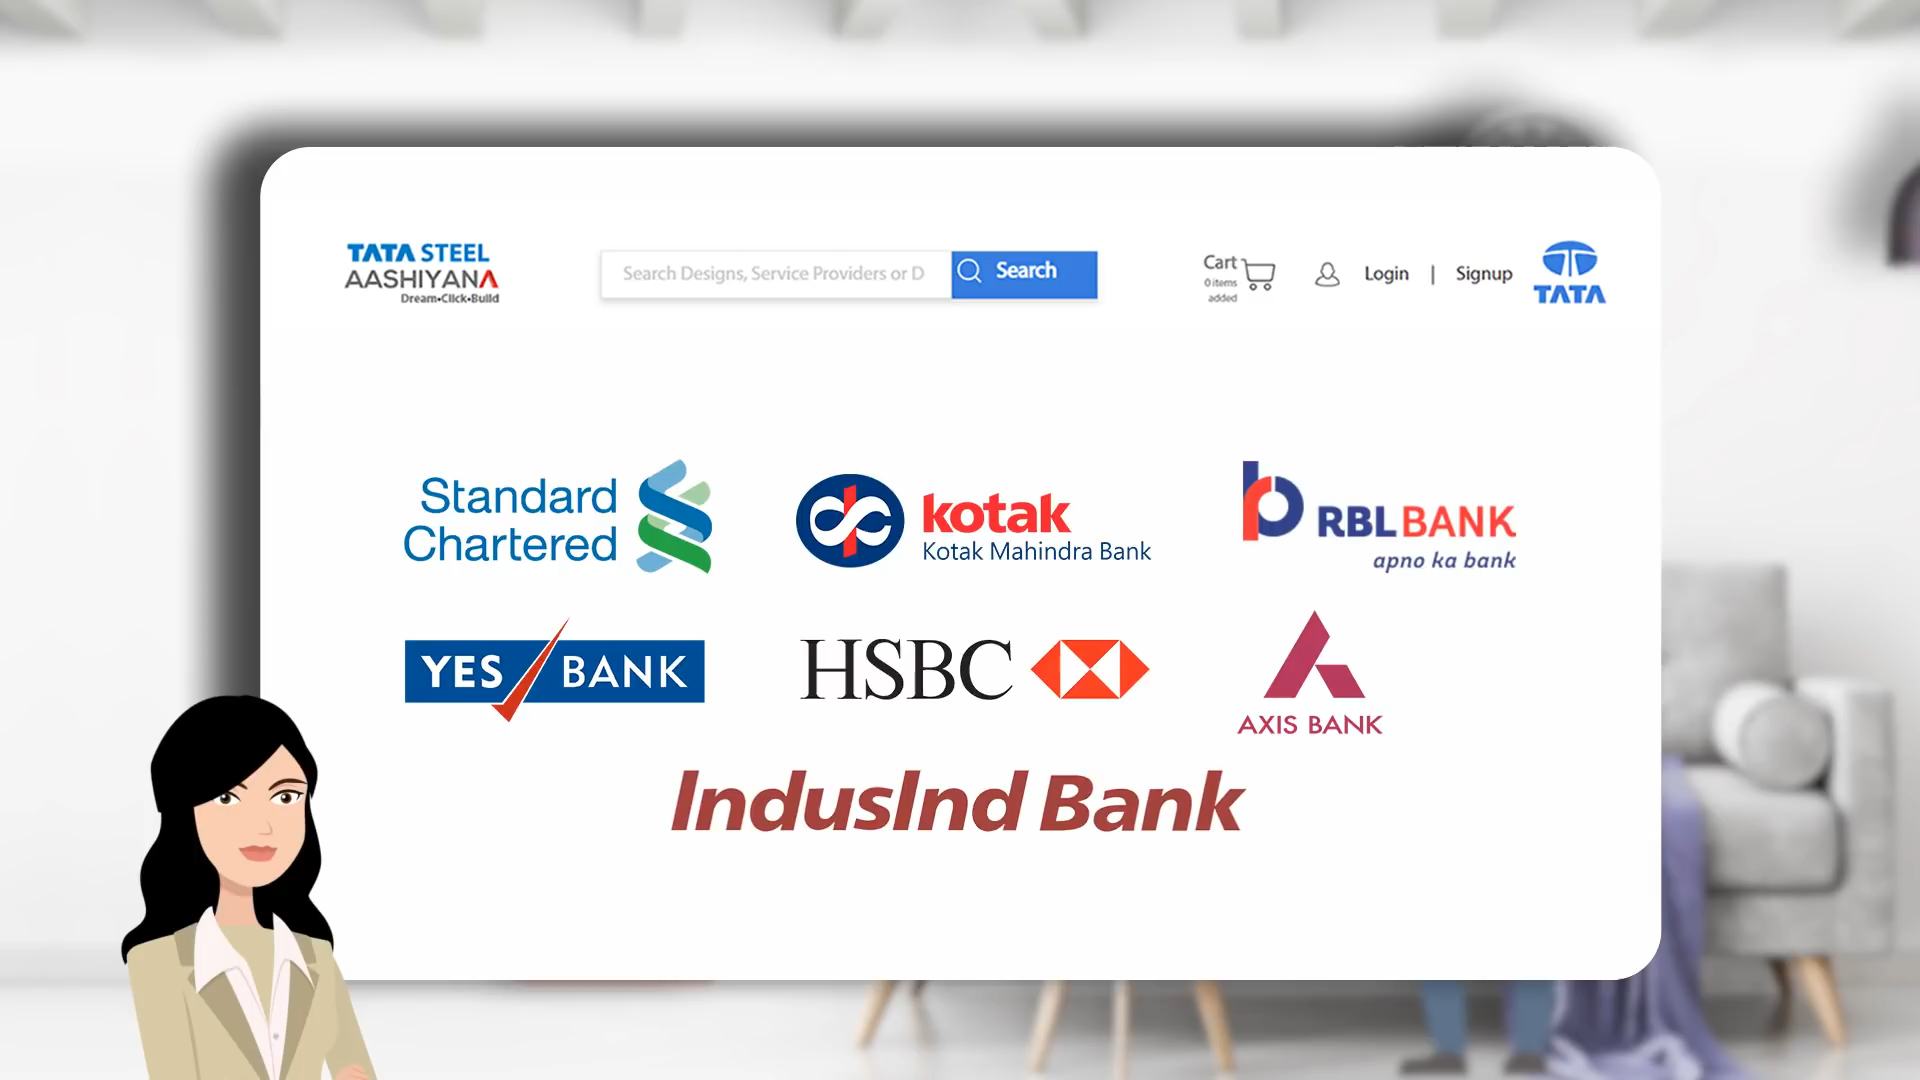 TATA STEEL
AASHIYANA
Dream•Click•Build
Search Designs, Service Providers or D
Search
Cart
0 items
added
Login | Signup
TATA
Standard
Chartered
kotak
Kotak Mahindra Bank
RBL BANK
apno ka bank
YES BANK
HSBC
AXIS BANK
IndusInd Bank